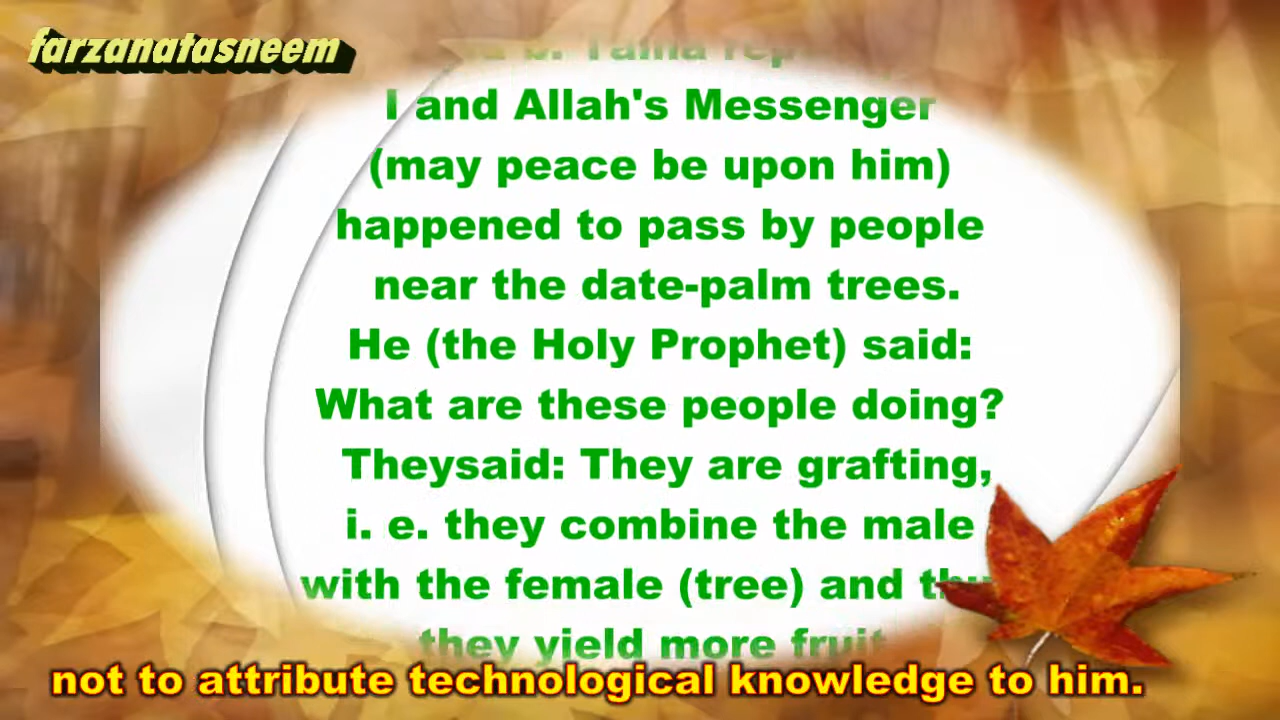 farzanatasneem
I and Allah's Messenger
(may peace be upon him)
happened to pass by people
near the date-palm trees.
He (the Holy Prophet) said:
What are these people doing?
Theysaid: They are grafting,
i. e. they combine the male
with the female (tree) and
they yield more fruit
not to attribute technological knowledge to him.